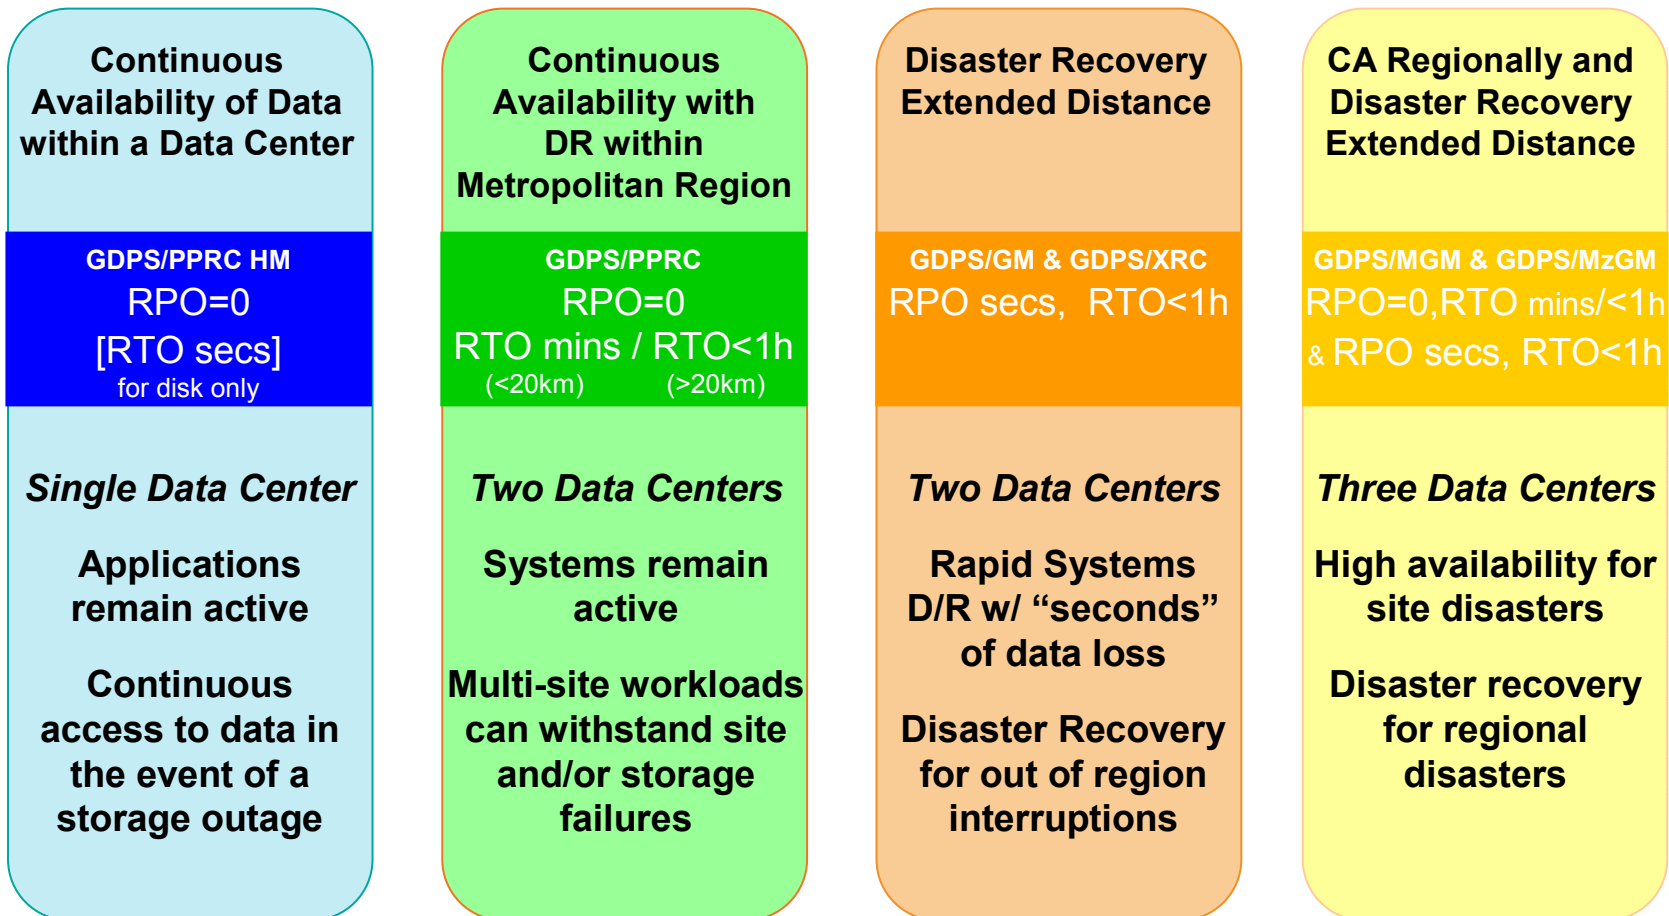 Continuous
Availability of Data
within a Data Center
GDPS/PPRC HM
RPO=0
[RTO secs]
for disk only
Single Data Center
Applications
remain active
Continuous
access to data in
the event of a
storage outage
Continuous
Availability with
DR within
Metropolitan Region
GDPS/PPRC
RPO=0
RTO mins / RTO<1h
(<20km) (>20km)
Two Data Centers
Systems remain
active
Multi-site workloads
can withstand site
and/or storage
failures
Disaster Recovery
Extended Distance
GDPS/GM & GDPS/XRC
RPO secs, RTO<1h
Two Data Centers
Rapid Systems
D/R w/ “seconds”
of data loss
Disaster Recovery
for out of region
interruptions
CA Regionally and
Disaster Recovery
Extended Distance
GDPS/MGM & GDPS/MzGM
RPO=0,RTO mins/<1h
& RPO secs, RTO<1h
Three Data Centers
High availability for
site disasters
Disaster recovery
for regional
disasters